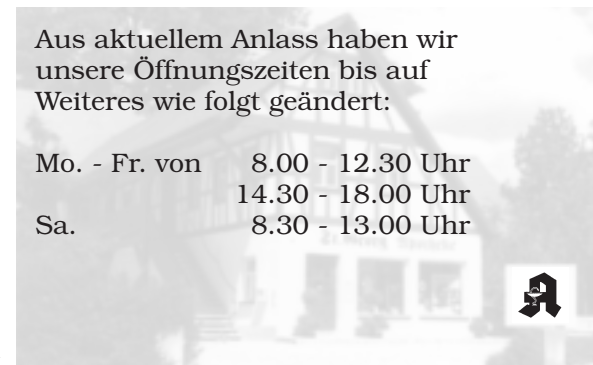 Aus aktuellem Anlass haben wir
unsere Öffnungszeiten bis auf
Weiteres wie folgt geändert:
Mo. - Fr. von 8.00 - 12.30 Uhr
14.30 - 18.00 Uhr
Sa. 8.30 - 13.00 Uhr
A